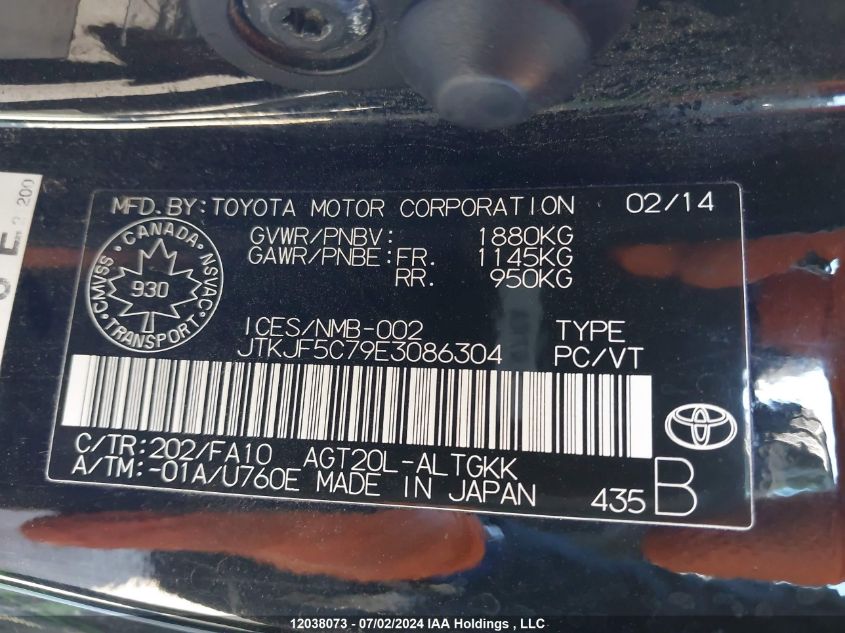 200
MFD.BY:TOYOTA MOTOR CORPORATION 02/14
GVWR/PNBV: 1880KG
GAWR/PNBE:FR. 1145KG
RR. 950KG
CANADA
CMVSS NSVAC
930
TRANSPORT
ICES/NMB-002 TYPE
JTKJF5C79E3086304 PC/VT
C/TR:202/FA10 AGT20L-ALTGKK
A/TM:-01A/U760E MADE IN JAPAN 435 B
12038073 - 07/02/2024 IAA Holdings , LLC